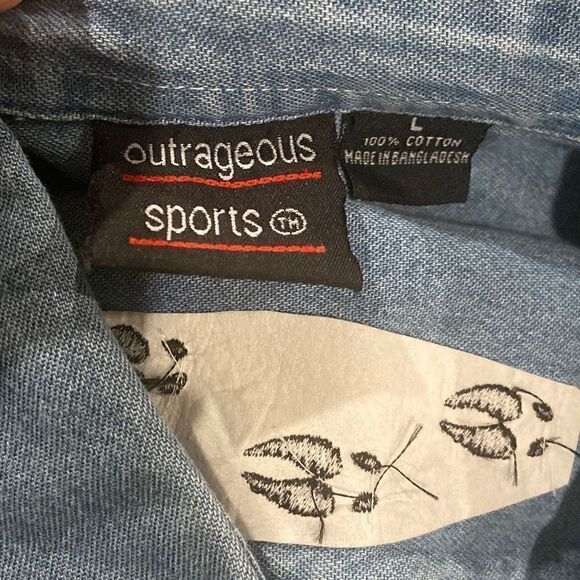 outrageous
sports TM
L
100% COTTON
MADE IN BANGLADESH